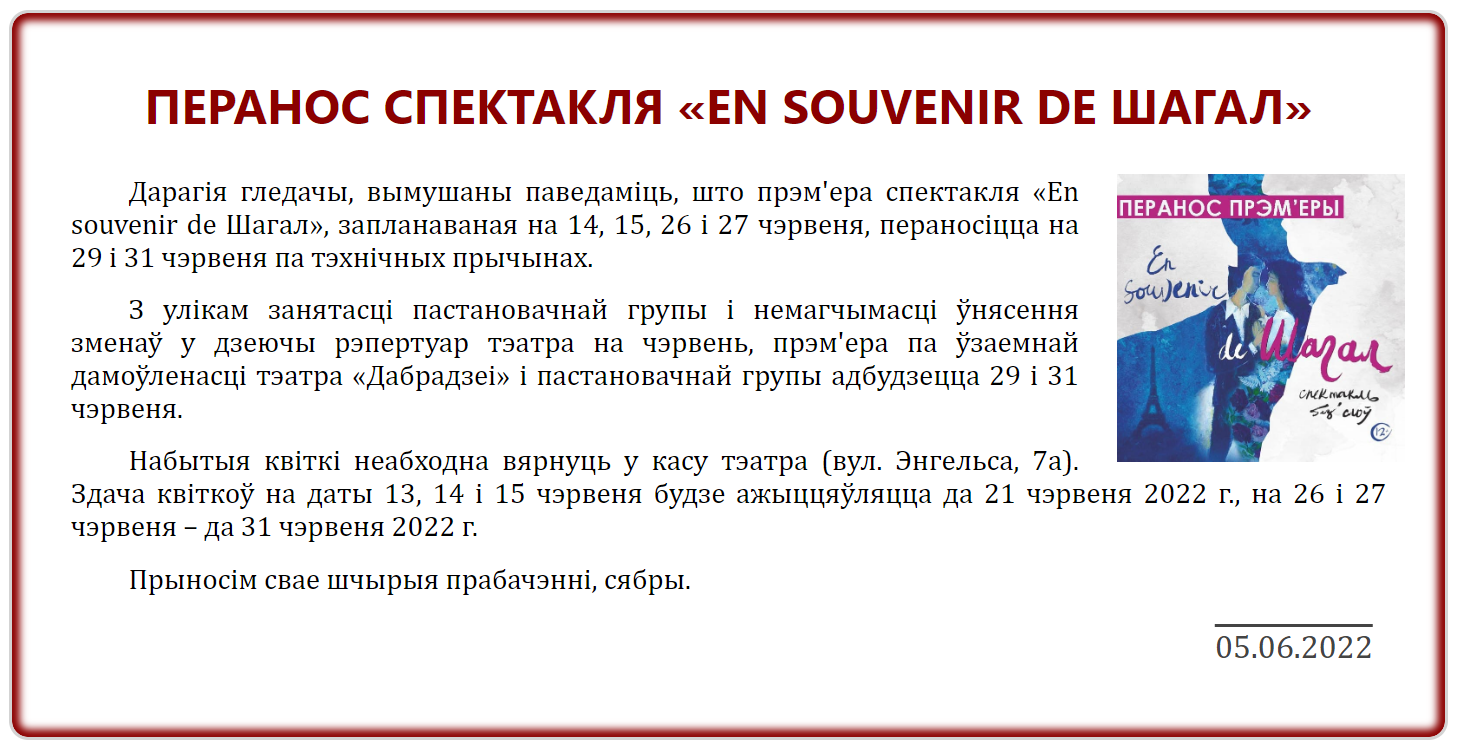 ПЕРАНОС СПЕКТАКЛЯ «EN SOUVENIR DE ШАГАЛ»
Дарагія гледачы, вымушаны паведаміць, што прэм'ера спектакля «En
souvenir de Шагал», запланаваная на 14, 15, 26 і 27 чэрвеня, пераносіцца на
29 і 31 чэрвеня па тэхнічных прычынах.
З улікам занятасці пастановачнай групы і немагчымасці ўнясення
зменаў у дзеючы рэпертуар тэатра на чэрвень, прэм'ера па ўзаемнай
дамоўленасці тэатра «Дабрадзеі» і пастановачнай групы адбудзецца 29 і 31
чэрвеня.
Набытыя квіткі неабходна вярнуць у касу тэатра (вул. Энгельса, 7а).
Здача квіткоў на даты 13, 14 і 15 чэрвеня будзе ажыццяўляцца да 21 чэрвеня 2022 г., на 26 і 27
чэрвеня – да 31 чэрвеня 2022 г.
Прыносім свае шчырыя прабачэнні, сябры.
05.06.2022
ПЕРАНОС ПРЭМ'ЕРЫ
En
souvenir
de Шагал
спектакль
без слоў
12+